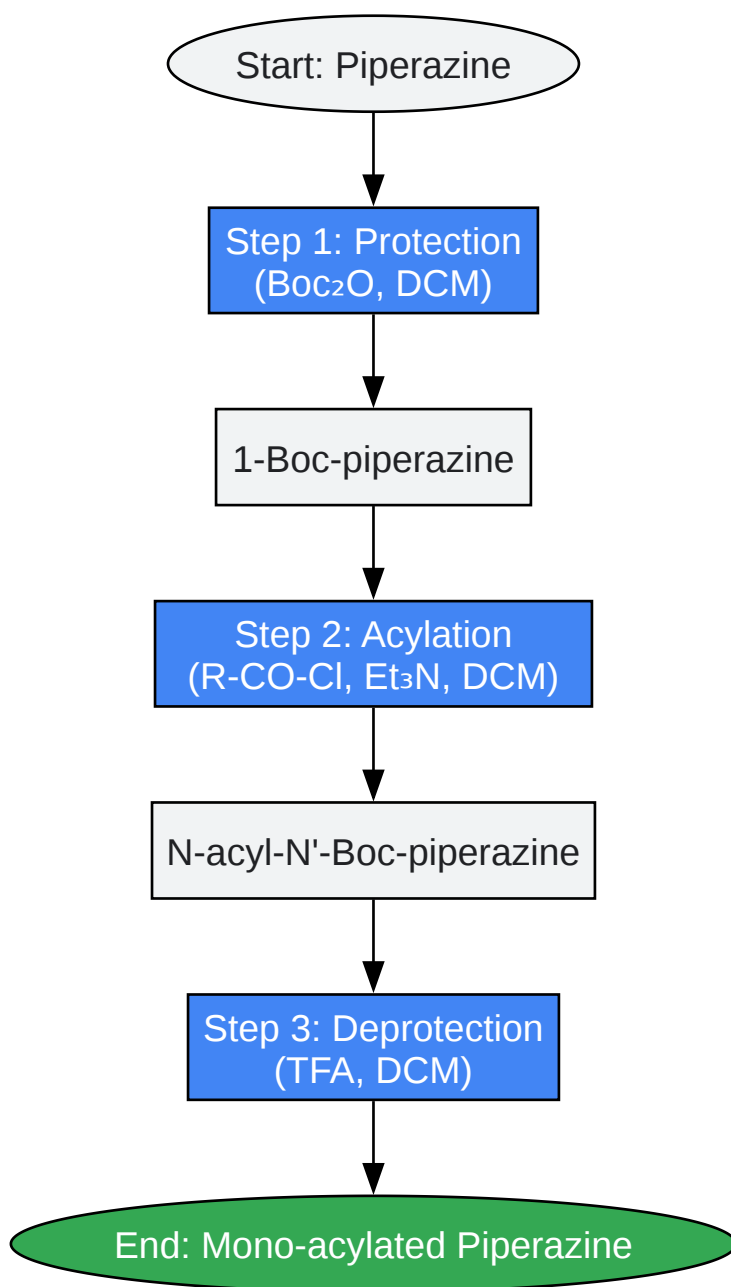 Start: Piperazine
Step 1: Protection
(Boc₂O, DCM)
1-Boc-piperazine
Step 2: Acylation
(R-CO-Cl, Et₃N, DCM)
N-acyl-N'-Boc-piperazine
Step 3: Deprotection
(TFA, DCM)
End: Mono-acylated Piperazine